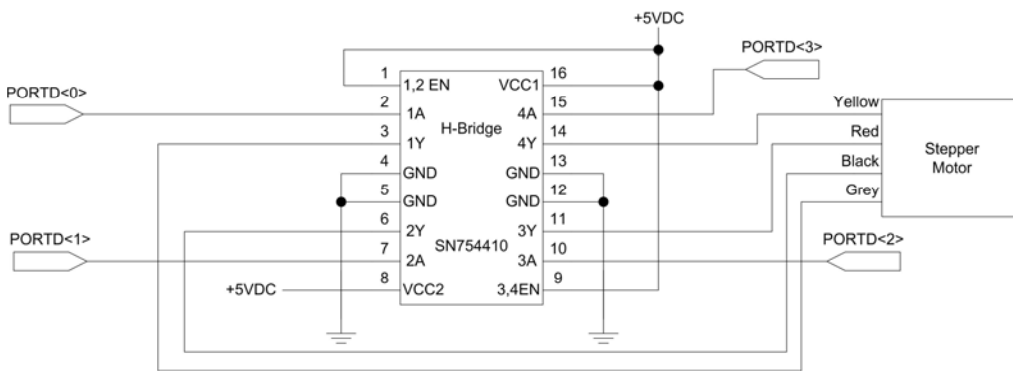 +5VDC
PORTD<3>
PORTD<0>
1
2
3
4
5
6
7
8
1,2 EN
1A
1Y
GND
GND
2Y
2A
VCC2
H-Bridge
SN754410
VCC1
4A
4Y
GND
GND
3Y
3A
3,4EN
16
15
14
13
12
11
10
9
Yellow
Red
Black
Grey
Stepper
Motor
PORTD<1>
PORTD<2>
+5VDC